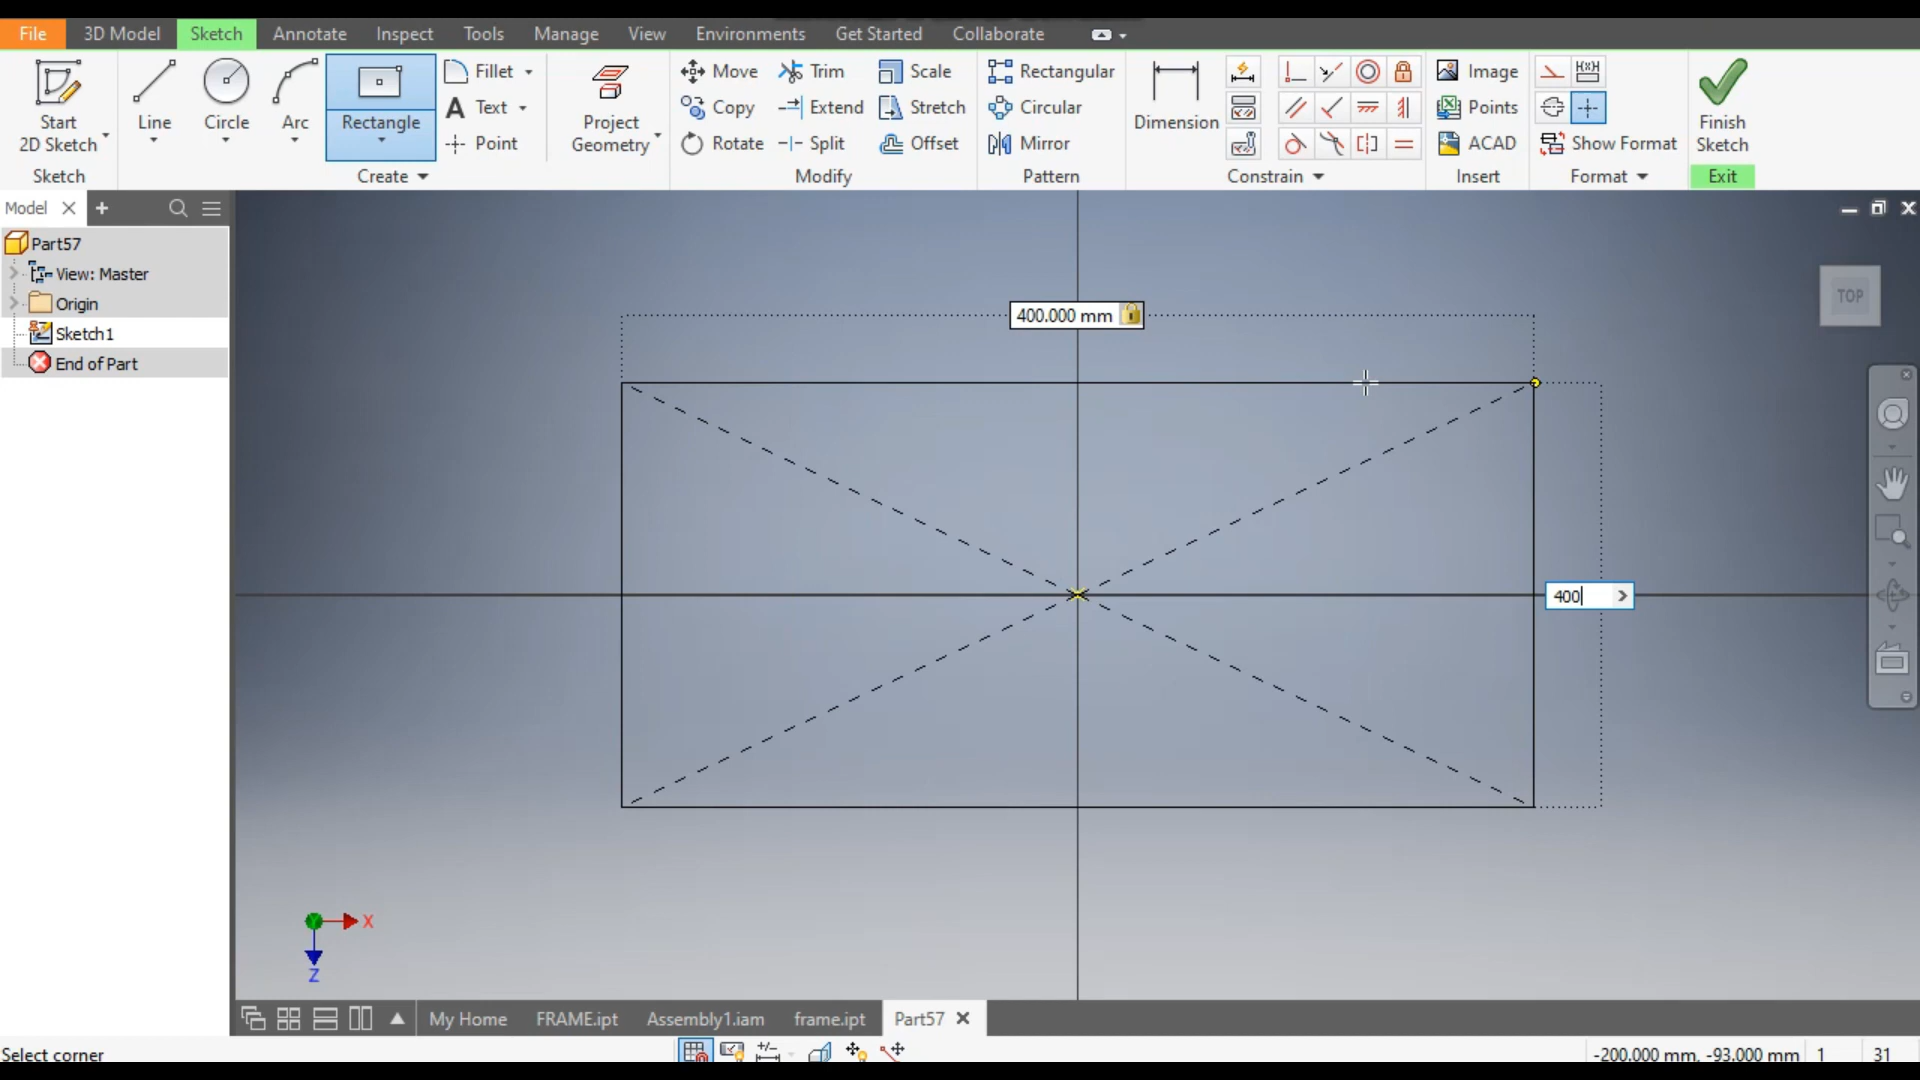 File 3D Model Sketch Annotate Inspect Tools Manage View Environments Get Started Collaborate
Start 2D Sketch
Line
Circle
Arc
Rectangle
Fillet
Text
Point
Project Geometry
Move Trim Scale
Copy Extend Stretch
Rotate Split Offset
Rectangular
Circular
Mirror
Dimension
Image
Points
ACAD
Show Format
Finish Sketch
Sketch Create Modify Pattern Constrain Insert Format Exit
Model
Part57
View: Master
Origin
Sketch1
End of Part
TOP
400.000 mm
400
X
Z
My Home FRAME.ipt Assembly1.iam frame.ipt Part57
Select corner
-200.000 mm, -93.000 mm 1 31